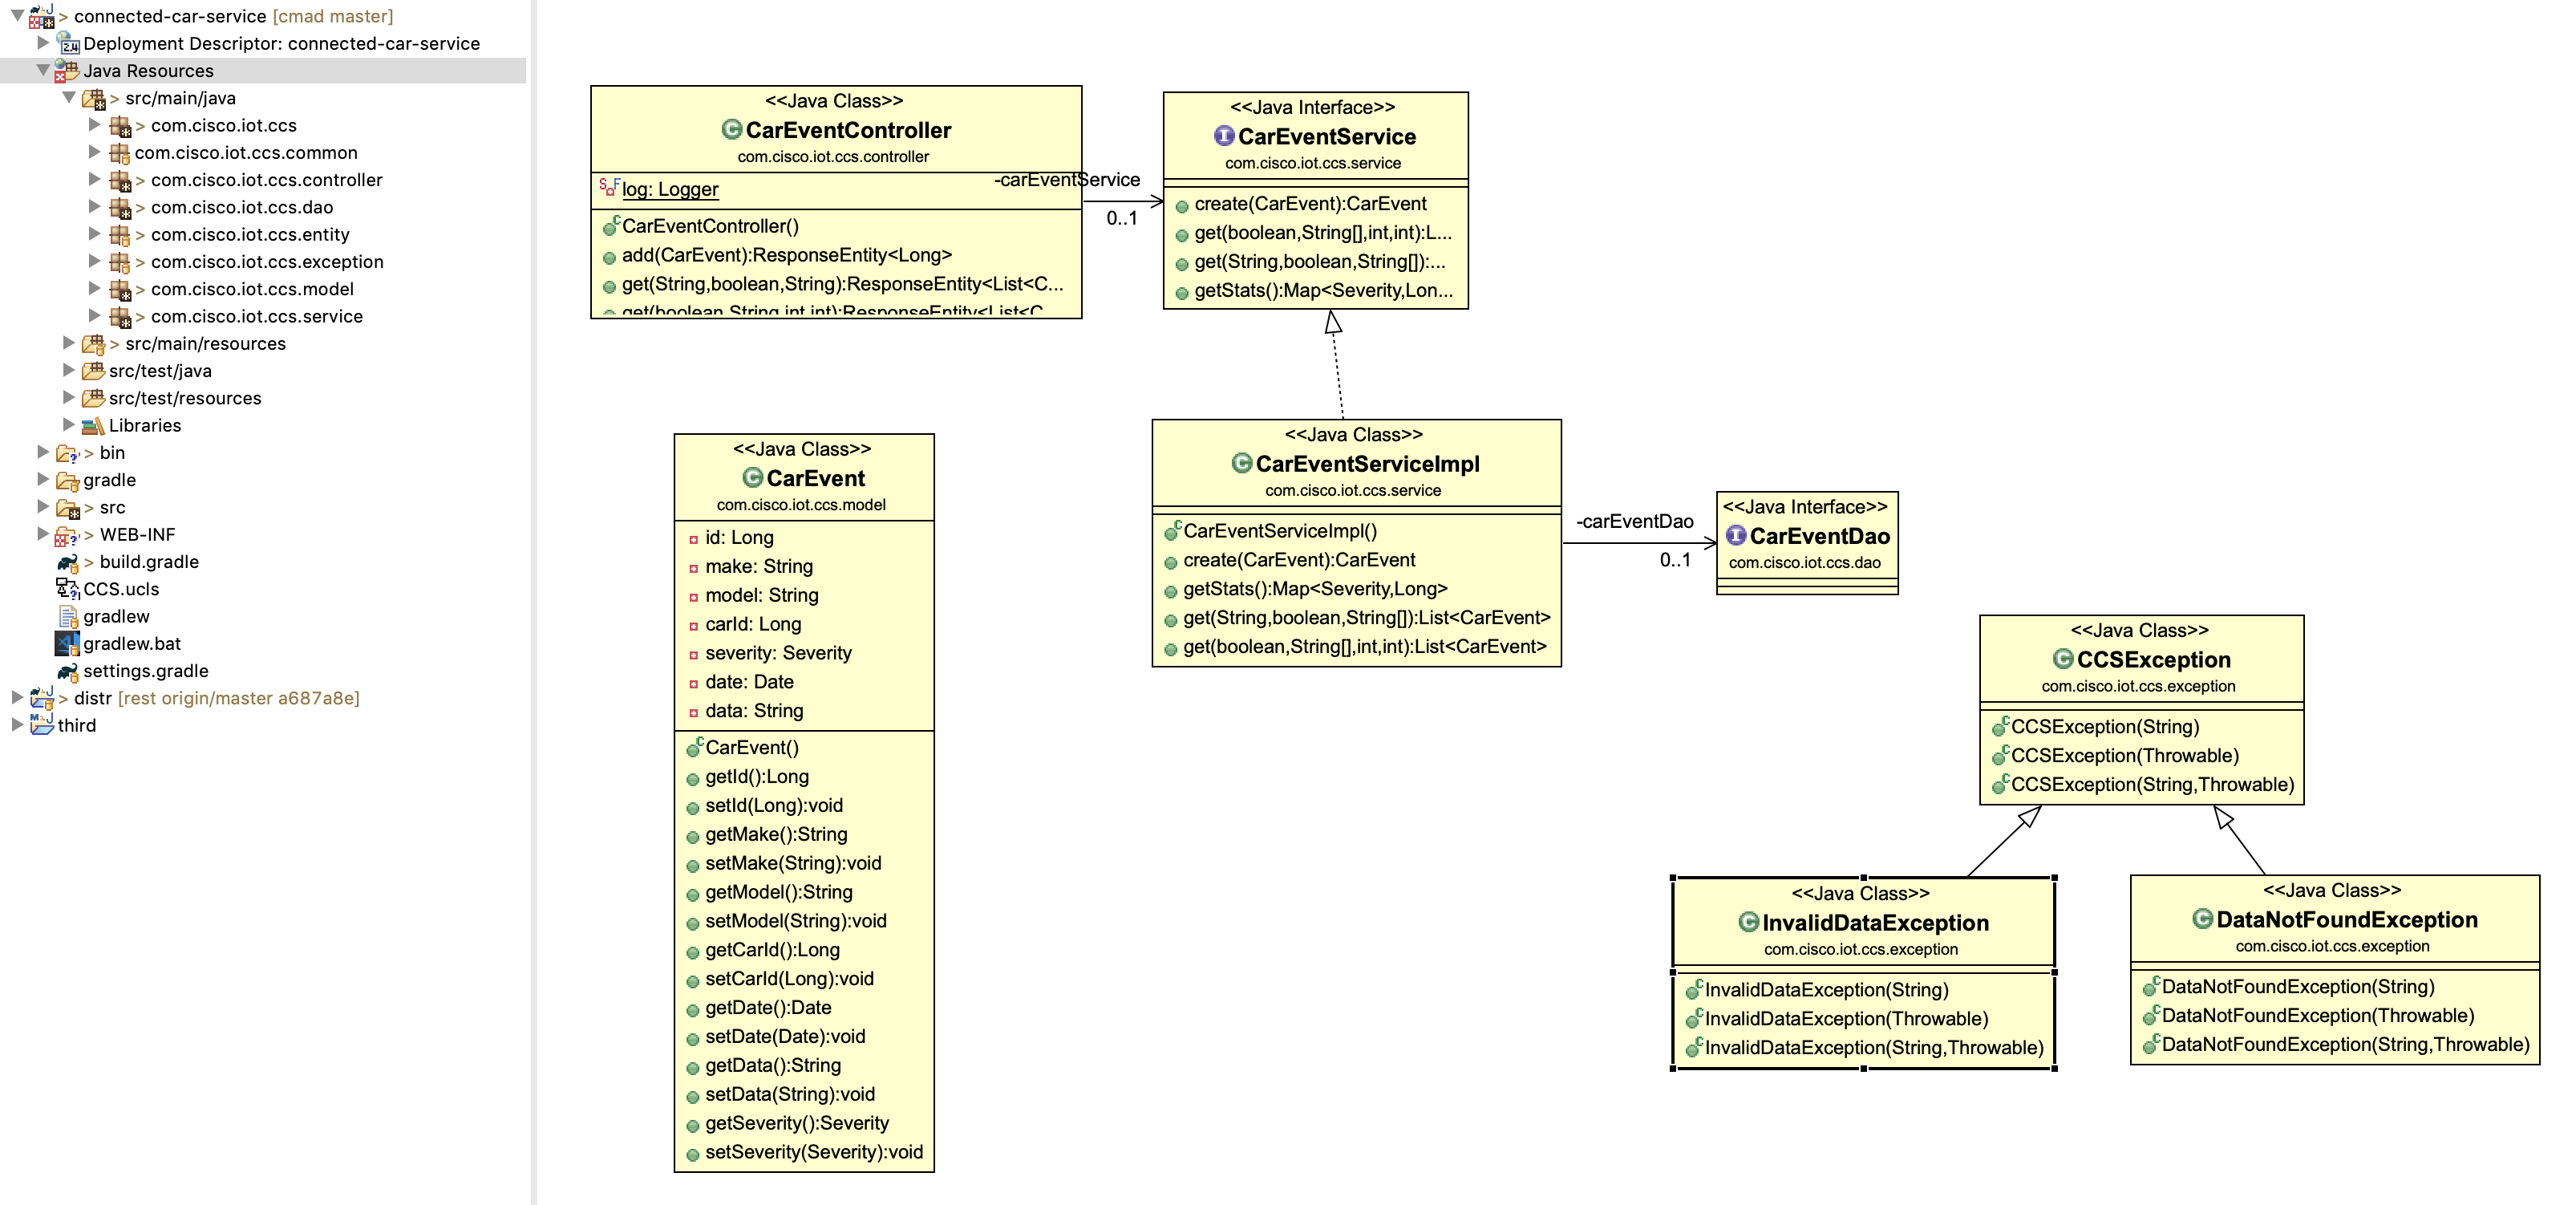 > connected-car-service [cmad master]
Deployment Descriptor: connected-car-service
Java Resources
> src/main/java
> com.cisco.iot.ccs
com.cisco.iot.ccs.common
> com.cisco.iot.ccs.controller
> com.cisco.iot.ccs.dao
> com.cisco.iot.ccs.entity
> com.cisco.iot.ccs.exception
> com.cisco.iot.ccs.model
> com.cisco.iot.ccs.service
> src/main/resources
src/test/java
src/test/resources
Libraries
> bin
gradle
> src
> WEB-INF
> build.gradle
CCS.ucls
gradlew
gradlew.bat
settings.gradle
> distr [rest origin/master a687a8e]
third
<<Java Class>>
CarEventController
com.cisco.iot.ccs.controller
log: Logger
CarEventController()
add(CarEvent):ResponseEntity<Long>
get(String,boolean,String):ResponseEntity<List<C...
get(boolean,String,int,int):ResponseEntity<List<C...
-carEventService
0..1
<<Java Interface>>
CarEventService
com.cisco.iot.ccs.service
create(CarEvent):CarEvent
get(boolean,String[],int,int):L...
get(String,boolean,String[]):...
getStats():Map<Severity,Lon...
<<Java Class>>
CarEvent
com.cisco.iot.ccs.model
id: Long
make: String
model: String
carId: Long
severity: Severity
date: Date
data: String
CarEvent()
getId():Long
setId(Long):void
getMake():String
setMake(String):void
getModel():String
setModel(String):void
getCarId():Long
setCarId(Long):void
getDate():Date
setDate(Date):void
getData():String
setData(String):void
getSeverity():Severity
setSeverity(Severity):void
<<Java Class>>
CarEventServiceImpl
com.cisco.iot.ccs.service
CarEventServiceImpl()
create(CarEvent):CarEvent
getStats():Map<Severity,Long>
get(String,boolean,String[]):List<CarEvent>
get(boolean,String[],int,int):List<CarEvent>
-carEventDao
0..1
<<Java Interface>>
CarEventDao
com.cisco.iot.ccs.dao
<<Java Class>>
CCSException
com.cisco.iot.ccs.exception
CCSException(String)
CCSException(Throwable)
CCSException(String,Throwable)
<<Java Class>>
InvalidDataException
com.cisco.iot.ccs.exception
InvalidDataException(String)
InvalidDataException(Throwable)
InvalidDataException(String,Throwable)
<<Java Class>>
DataNotFoundException
com.cisco.iot.ccs.exception
DataNotFoundException(String)
DataNotFoundException(Throwable)
DataNotFoundException(String,Throwable)